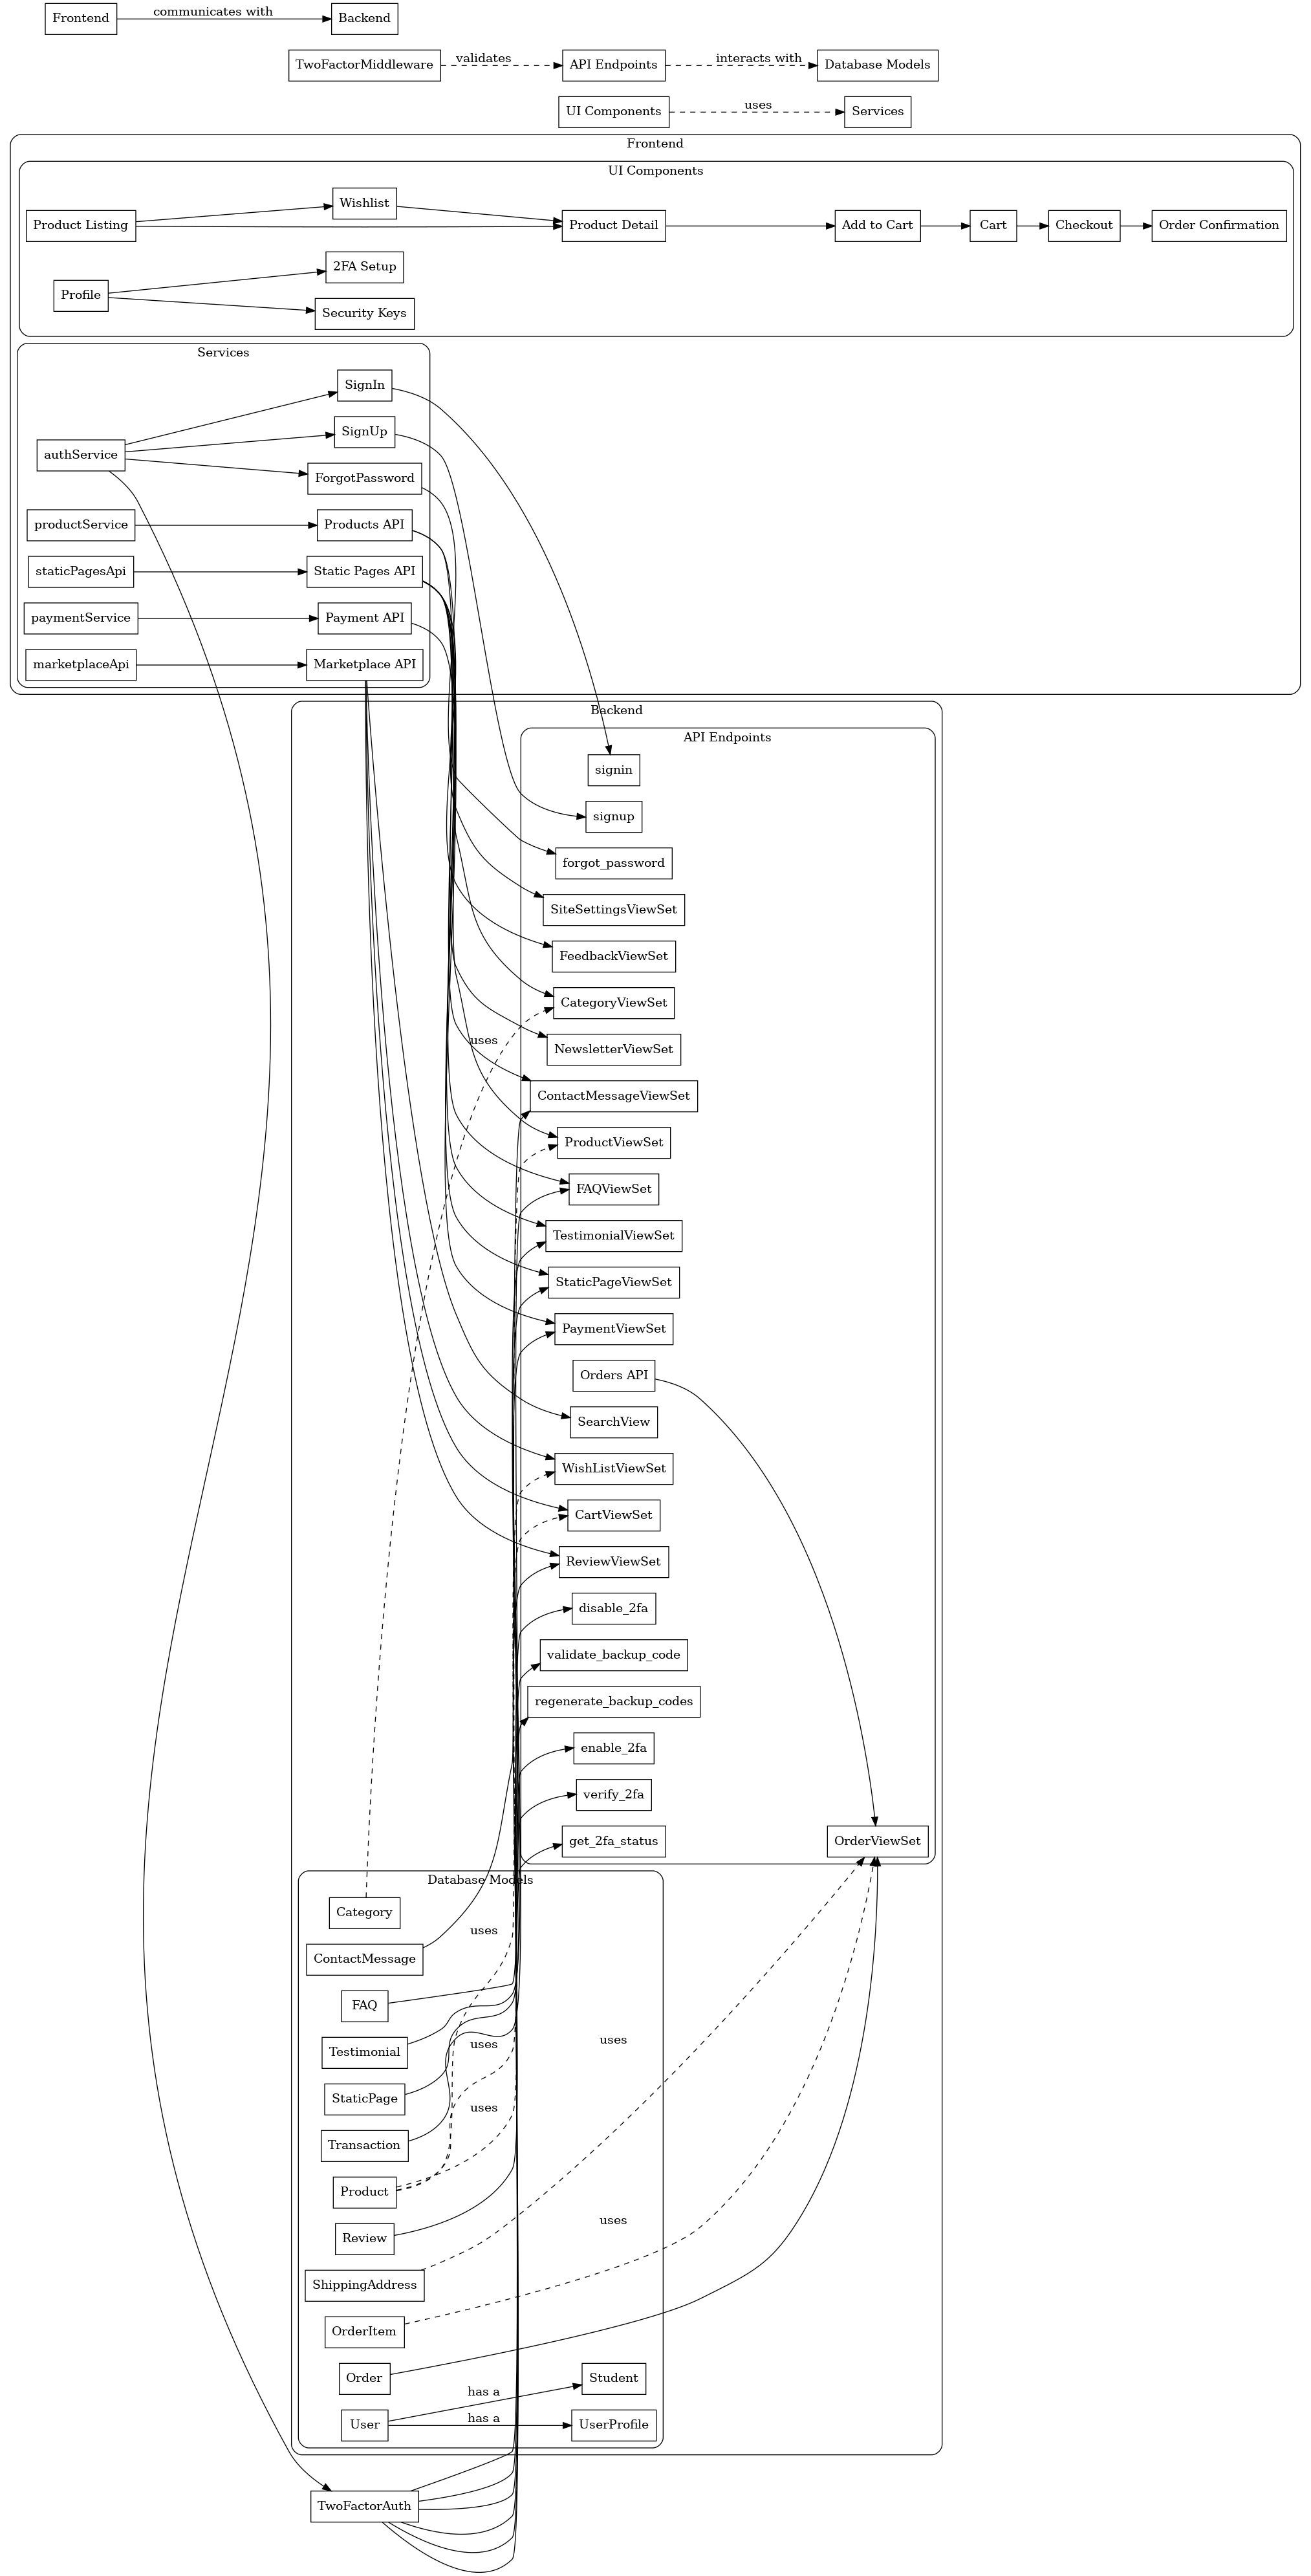 Frontend
communicates with
Backend
TwoFactorMiddleware
validates
API Endpoints
interacts with
Database Models
UI Components
uses
Services
Frontend
UI Components
Product Listing
Wishlist
Product Detail
Add to Cart
Cart
Checkout
Order Confirmation
Profile
2FA Setup
Security Keys
Services
authService
SignIn
SignUp
ForgotPassword
productService
Products API
staticPagesApi
Static Pages API
paymentService
Payment API
marketplaceApi
Marketplace API
Backend
API Endpoints
signin
signup
forgot_password
SiteSettingsViewSet
FeedbackViewSet
CategoryViewSet
uses
NewsletterViewSet
ContactMessageViewSet
ProductViewSet
FAQViewSet
TestimonialViewSet
StaticPageViewSet
PaymentViewSet
Orders API
SearchView
WishListViewSet
CartViewSet
ReviewViewSet
disable_2fa
validate_backup_code
regenerate_backup_codes
enable_2fa
verify_2fa
get_2fa_status
OrderViewSet
Database Models
Category
uses
ContactMessage
FAQ
Testimonial
uses
uses
StaticPage
uses
Transaction
Product
Review
uses
ShippingAddress
OrderItem
Order
has a
Student
User
has a
UserProfile
TwoFactorAuth